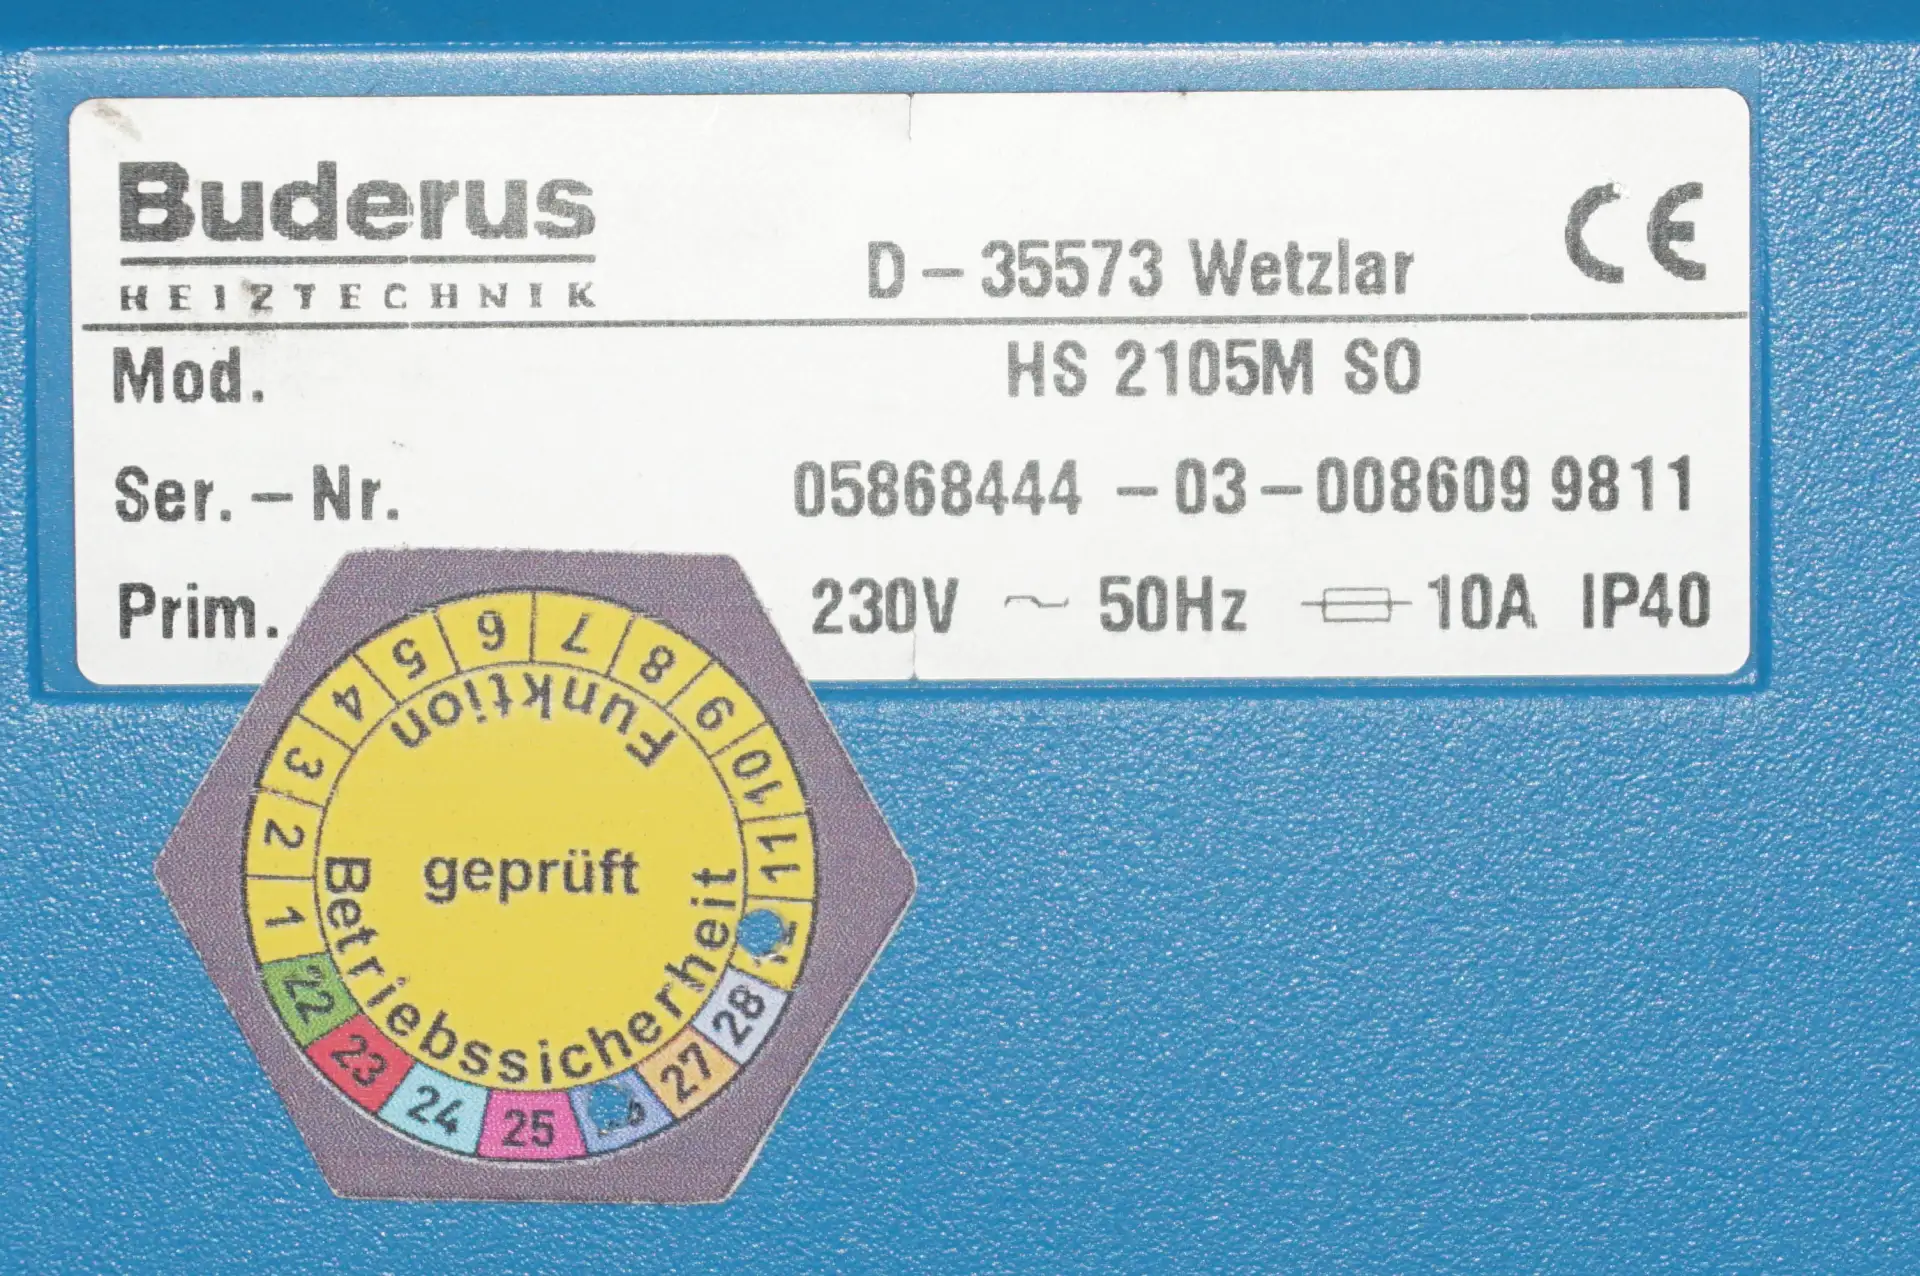 Buderus
HEIZTECHNIK
D-35573 Wetzlar
CE
Mod. HS 2105M SO
Ser.-Nr. 05868444-03-008609 9811
Prim. 230V ~ 50Hz 10A IP40
1 2 3 4 5 6 7 8 9 10 11 12
Funktion
geprüft
Betriebssicherheit
22 23 24 25 27 28